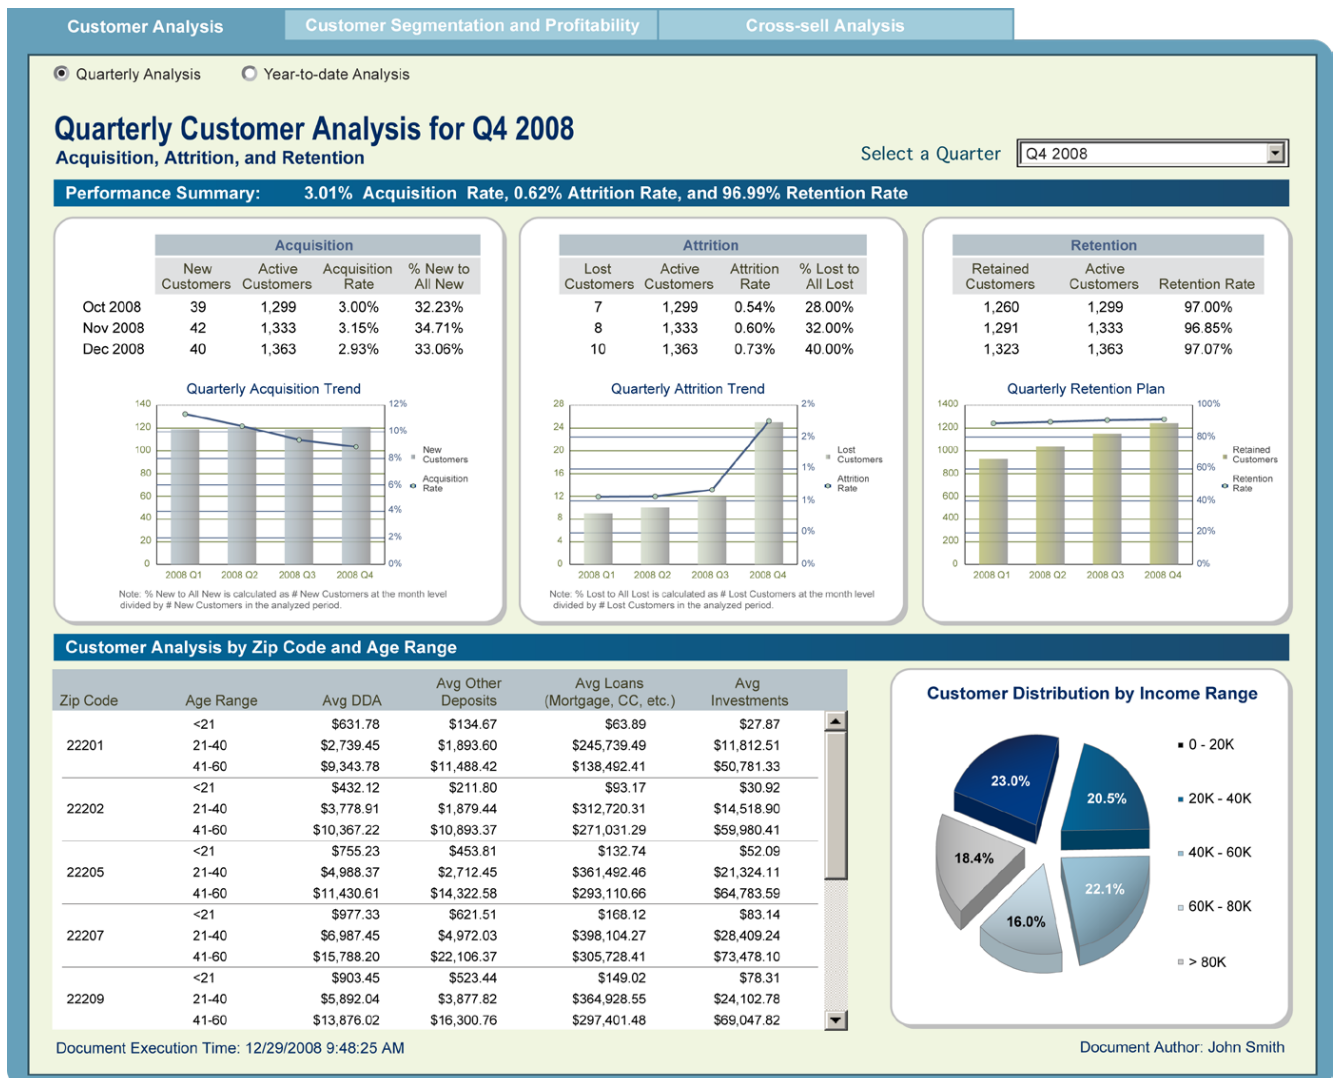 Customer Analysis
Customer Segmentation and Profitability
Cross-sell Analysis
Quarterly Analysis
Year-to-date Analysis
Quarterly Customer Analysis for Q4 2008
Acquisition, Attrition, and Retention
Select a Quarter
Q4 2008
Performance Summary: 3.01% Acquisition Rate, 0.62% Attrition Rate, and 96.99% Retention Rate
Acquisition
New Customers Active Customers Acquisition Rate % New to All New
Oct 2008 39 1,299 3.00% 32.23%
Nov 2008 42 1,333 3.15% 34.71%
Dec 2008 40 1,363 2.93% 33.06%
Quarterly Acquisition Trend
140 12%
120 10%
100 8%
80 6%
60 4%
40 2%
20 0%
0
New Customers
Acquisition Rate
2008 Q1 2008 Q2 2008 Q3 2008 Q4
Note: % New to All New is calculated as # New Customers at the month level
divided by # New Customers in the analyzed period.
Attrition
Lost Customers Active Customers Attrition Rate % Lost to All Lost
7 1,299 0.54% 28.00%
8 1,333 0.60% 32.00%
10 1,363 0.73% 40.00%
Quarterly Attrition Trend
28 2%
24 2%
20 1%
16 1%
12 0%
8 0%
4
0
Lost Customers
Attrition Rate
2008 Q1 2008 Q2 2008 Q3 2008 Q4
Note: % Lost to All Lost is calculated as # Lost Customers at the month level
divided by # Lost Customers in the analyzed period.
Retention
Retained Customers Active Customers Retention Rate
1,260 1,299 97.00%
1,291 1,333 96.85%
1,323 1,363 97.07%
Quarterly Retention Plan
1400 100%
1200 80%
1000 60%
800 40%
600 20%
400 0%
200
0
Retained Customers
Retention Rate
2008 Q1 2008 Q2 2008 Q3 2008 Q4
Customer Analysis by Zip Code and Age Range
Zip Code Age Range Avg DDA Avg Other Deposits Avg Loans (Mortgage, CC, etc.) Avg Investments
<21 $631.78 $134.67 $63.89 $27.87
22201 21-40 $2,739.45 $1,893.60 $245,739.49 $11,812.51
41-60 $9,343.78 $11,488.42 $138,492.41 $50,781.33
<21 $432.12 $211.80 $93.17 $30.92
22202 21-40 $3,778.91 $1,879.44 $312,720.31 $14,518.90
41-60 $10,367.22 $10,893.37 $271,031.29 $59,980.41
<21 $755.23 $453.81 $132.74 $52.09
22205 21-40 $4,988.37 $2,712.45 $361,492.46 $21,324.11
41-60 $11,430.61 $14,322.58 $293,110.66 $64,783.59
<21 $977.33 $621.51 $168.12 $83.14
22207 21-40 $6,987.45 $4,972.03 $398,104.27 $28,409.24
41-60 $15,788.20 $22,106.37 $305,728.41 $73,478.10
<21 $903.45 $523.44 $149.02 $78.31
22209 21-40 $5,892.04 $3,877.82 $364,928.55 $24,102.78
41-60 $13,876.02 $16,300.76 $297,401.48 $69,047.82
Customer Distribution by Income Range
23.0%
20.5%
18.4%
22.1%
16.0%
0 - 20K
20K - 40K
40K - 60K
60K - 80K
> 80K
Document Execution Time: 12/29/2008 9:48:25 AM
Document Author: John Smith